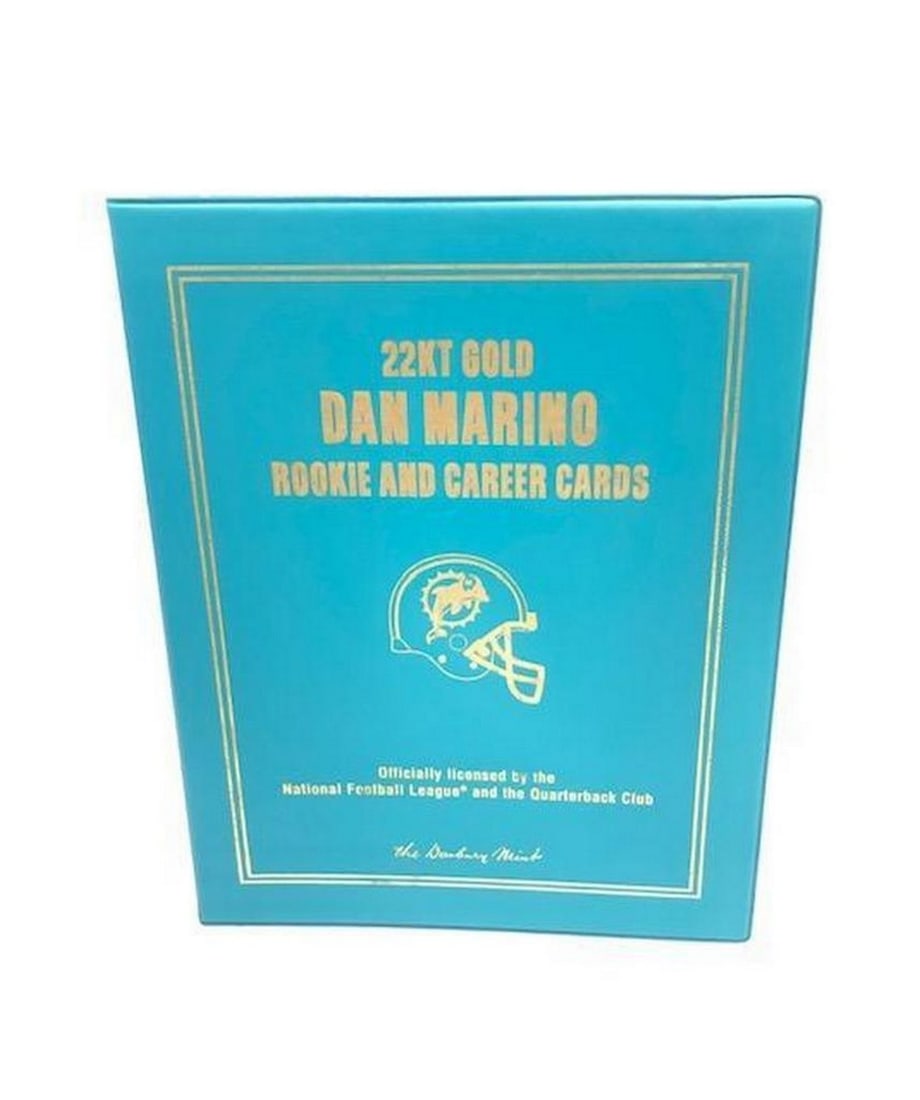 22KT GOLD
DAN MARINO
ROOKIE AND CAREER CARDS
Officially licensed by the
National Football League® and the Quarterback Club
the Danbury Mint